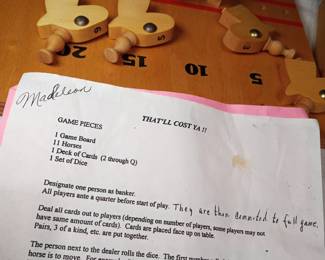 20 15 10 5
Madeleon
THAT'LL COST YA !!
GAME PIECES
1 Game Board
11 Horses
1 Deck of Cards (2 through Q)
1 Set of Dice
Designate one person as banker.
All players ante a quarter before start of play. They are then committed to full game.
Deal all cards out to players (depending on number of players, some players may not
have same amount of cards). Cards are placed face up on table.
Pairs, 3 of a kind, etc. are put together.
The person next to the dealer rolls the dice. The first number
horse is to move.